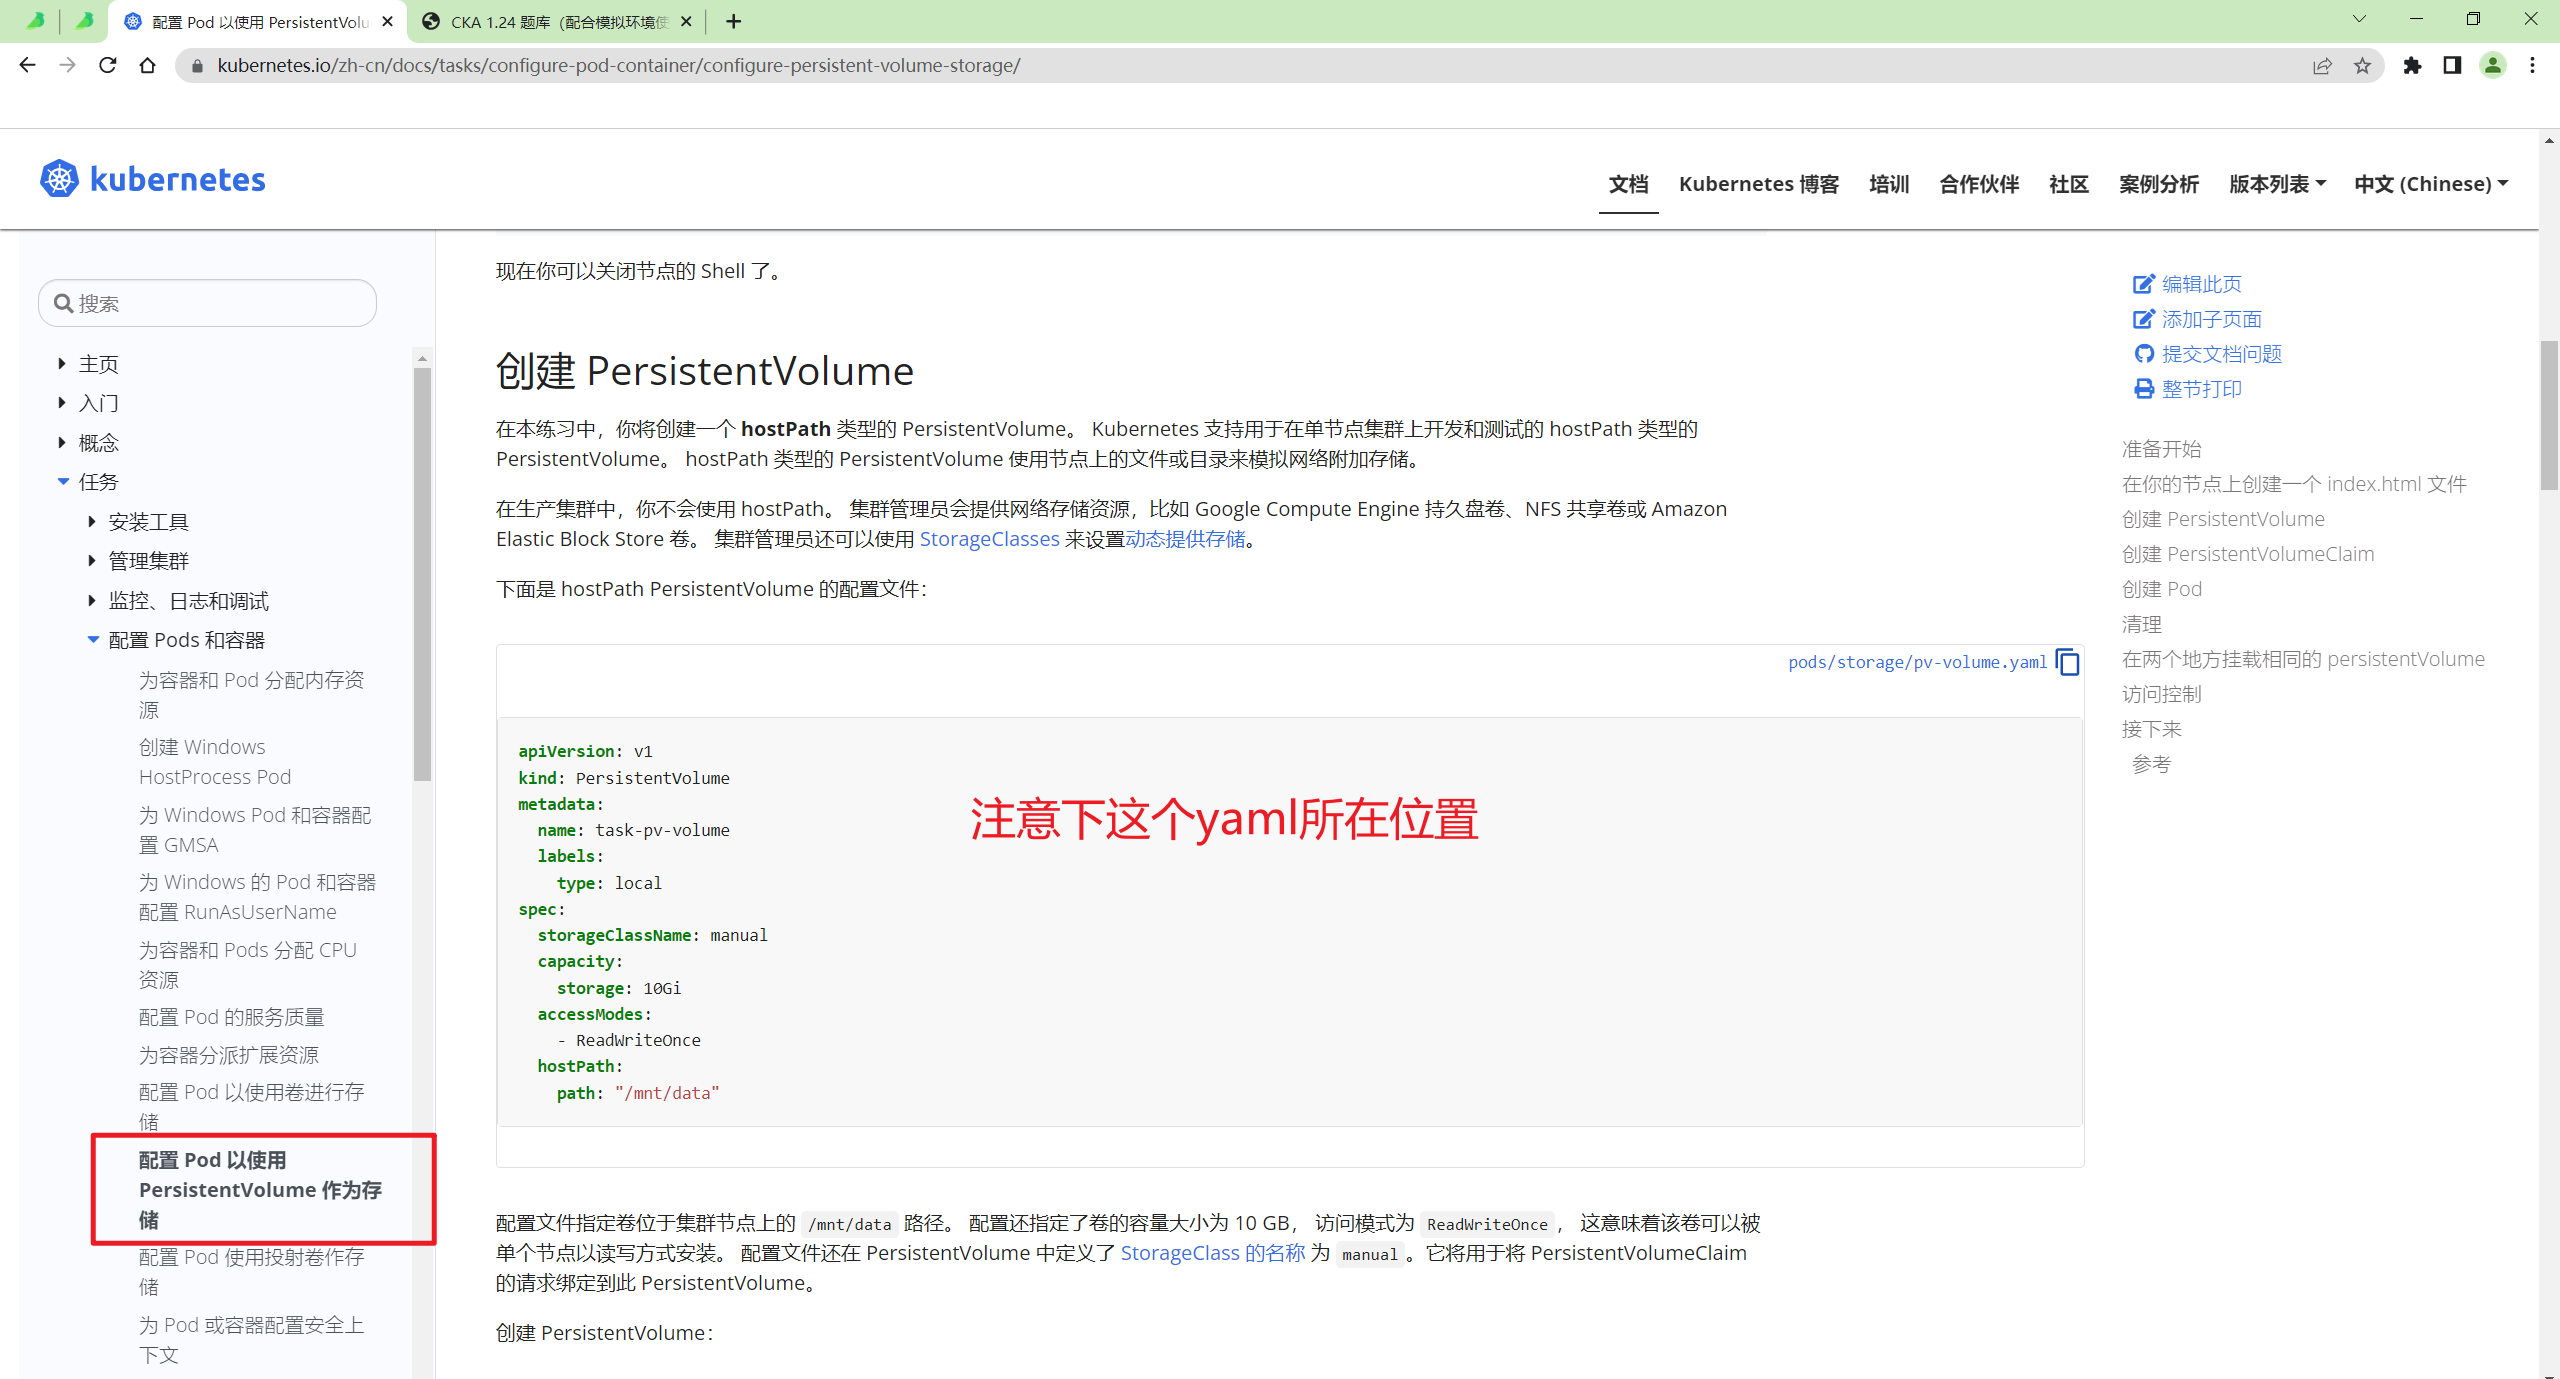 配置 Pod 以使用 PersistentVolu
CKA 1.24 题库（配合模拟环境使
kubernetes.io/zh-cn/docs/tasks/configure-pod-container/configure-persistent-volume-storage/
kubernetes
文档
Kubernetes 博客
培训
合作伙伴
社区
案例分析
版本列表
中文 (Chinese)
搜索
主页
入门
概念
任务
安装工具
管理集群
监控、日志和调试
配置 Pods 和容器
为容器和 Pod 分配内存资
源
创建 Windows
HostProcess Pod
为 Windows Pod 和容器配
置 GMSA
为 Windows 的 Pod 和容器
配置 RunAsUserName
为容器和 Pods 分配 CPU
资源
配置 Pod 的服务质量
为容器分派扩展资源
配置 Pod 以使用卷进行存
储
配置 Pod 以使用
PersistentVolume 作为存
储
配置 Pod 使用投射卷作存
储
为 Pod 或容器配置安全上
下文
现在你可以关闭节点的 Shell 了。
创建 PersistentVolume
在本练习中，你将创建一个 hostPath 类型的 PersistentVolume。 Kubernetes 支持用于在单节点集群上开发和测试的 hostPath 类型的
PersistentVolume。 hostPath 类型的 PersistentVolume 使用节点上的文件或目录来模拟网络附加存储。
在生产集群中，你不会使用 hostPath。 集群管理员会提供网络存储资源，比如 Google Compute Engine 持久盘卷、NFS 共享卷或 Amazon
Elastic Block Store 卷。 集群管理员还可以使用 StorageClasses 来设置动态提供存储。
下面是 hostPath PersistentVolume 的配置文件：
pods/storage/pv-volume.yaml
apiVersion: v1
kind: PersistentVolume
metadata:
  name: task-pv-volume
  labels:
    type: local
spec:
  storageClassName: manual
  capacity:
    storage: 10Gi
  accessModes:
    - ReadWriteOnce
  hostPath:
    path: "/mnt/data"
注意下这个yaml所在位置
配置文件指定卷位于集群节点上的 /mnt/data 路径。 配置还指定了卷的容量大小为 10 GB， 访问模式为 ReadWriteOnce， 这意味着该卷可以被
单个节点以读写方式安装。 配置文件还在 PersistentVolume 中定义了 StorageClass 的名称 为 manual。它将用于将 PersistentVolumeClaim
的请求绑定到此 PersistentVolume。
创建 PersistentVolume：
编辑此页
添加子页面
提交文档问题
整节打印
准备开始
在你的节点上创建一个 index.html 文件
创建 PersistentVolume
创建 PersistentVolumeClaim
创建 Pod
清理
在两个地方挂载相同的 persistentVolume
访问控制
接下来
参考